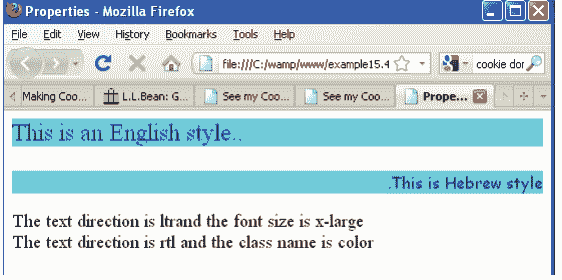 Properties - Mozilla Firefox
File Edit View History Bookmarks Tools Help
file:///C:/wamp/www/example15.4 cookie dor
Making Coo... L.L.Bean: G... See my Coo... See my Coo... Prope...
This is an English style..
.This is Hebrew style
The text direction is ltrand the font size is x-large
The text direction is rtl and the class name is color